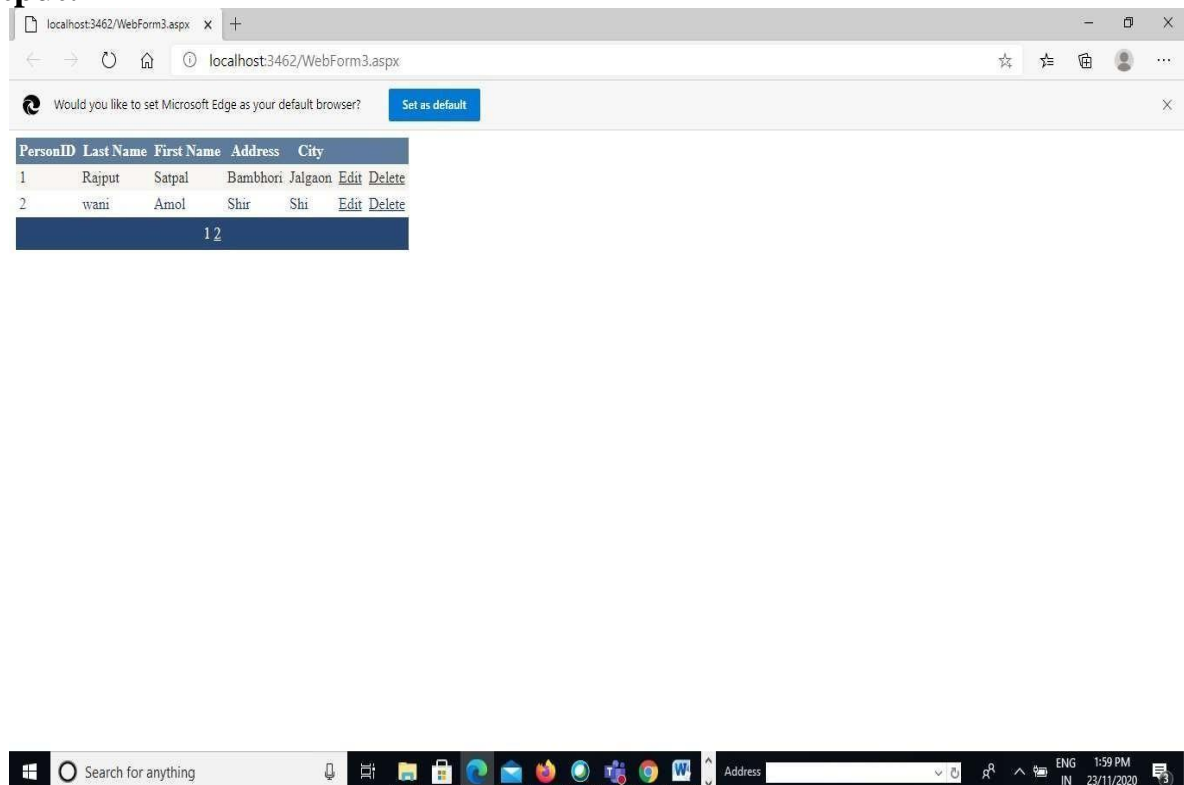 localhost:3462/WebForm3.aspx
localhost:3462/WebForm3.aspx
Would you like to set Microsoft Edge as your default browser? Set as default
PersonID Last Name First Name Address City
1 Rajput Satpal Bambhori Jalgaon Edit Delete
2 wani Amol Shir Shi Edit Delete
1 2
Search for anything Address ENG 1:59 PM
IN 23/11/2020
3